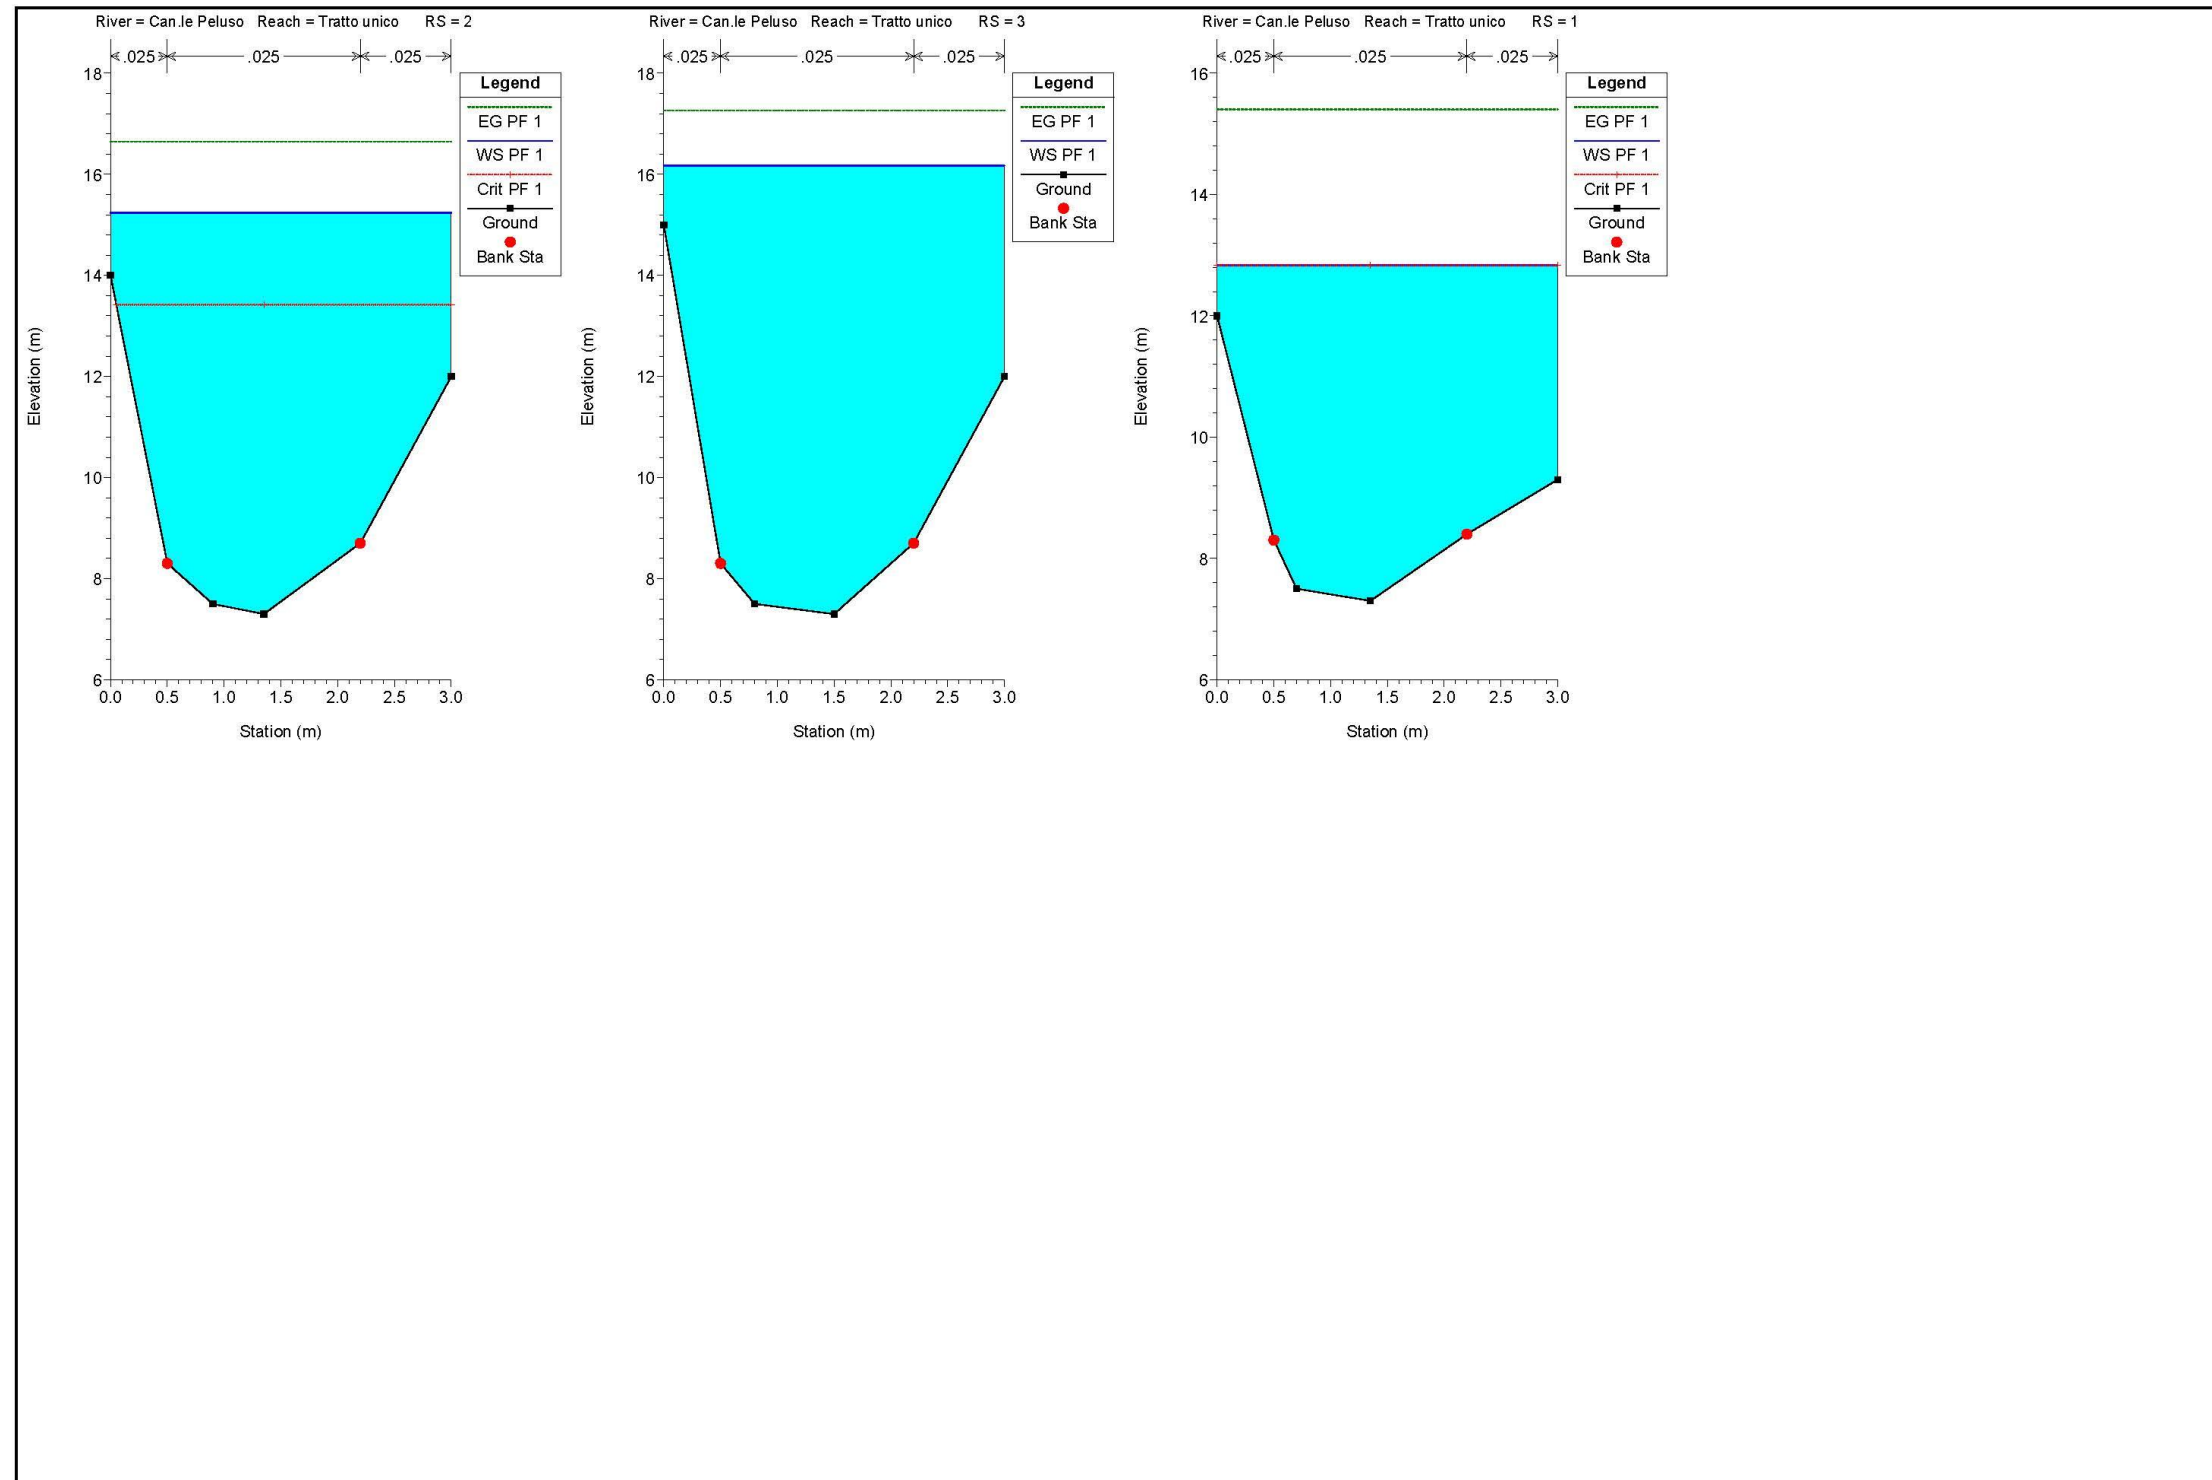 River = Can.le Peluso   Reach = Tratto unico   RS = 2
.025 .025 .025
18
16
14
12
10
8
6
Elevation (m)
0.0 0.5 1.0 1.5 2.0 2.5 3.0
Station (m)
Legend
EG PF 1
WS PF 1
Crit PF 1
Ground
Bank Sta
River = Can.le Peluso   Reach = Tratto unico   RS = 3
.025 .025 .025
18
16
14
12
10
8
6
Elevation (m)
0.0 0.5 1.0 1.5 2.0 2.5 3.0
Station (m)
Legend
EG PF 1
WS PF 1
Ground
Bank Sta
River = Can.le Peluso   Reach = Tratto unico   RS = 1
.025 .025 .025
16
14
12
10
8
6
Elevation (m)
0.0 0.5 1.0 1.5 2.0 2.5 3.0
Station (m)
Legend
EG PF 1
WS PF 1
Crit PF 1
Ground
Bank Sta